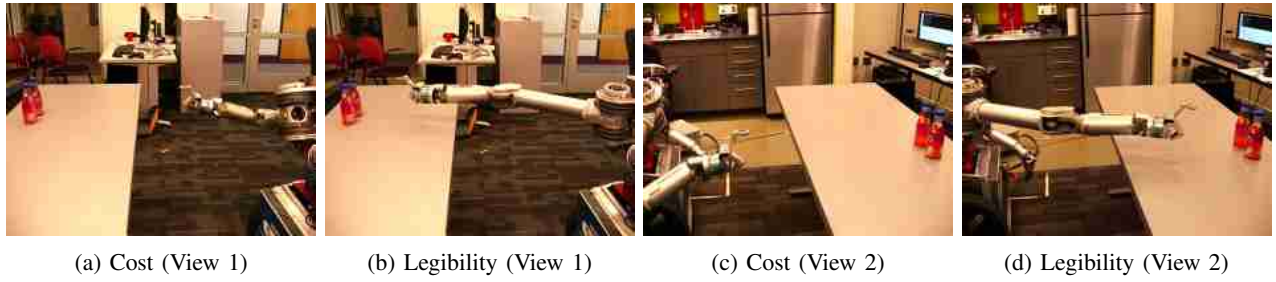 (a) Cost (View 1)
(b) Legibility (View 1)
(c) Cost (View 2)
(d) Legibility (View 2)